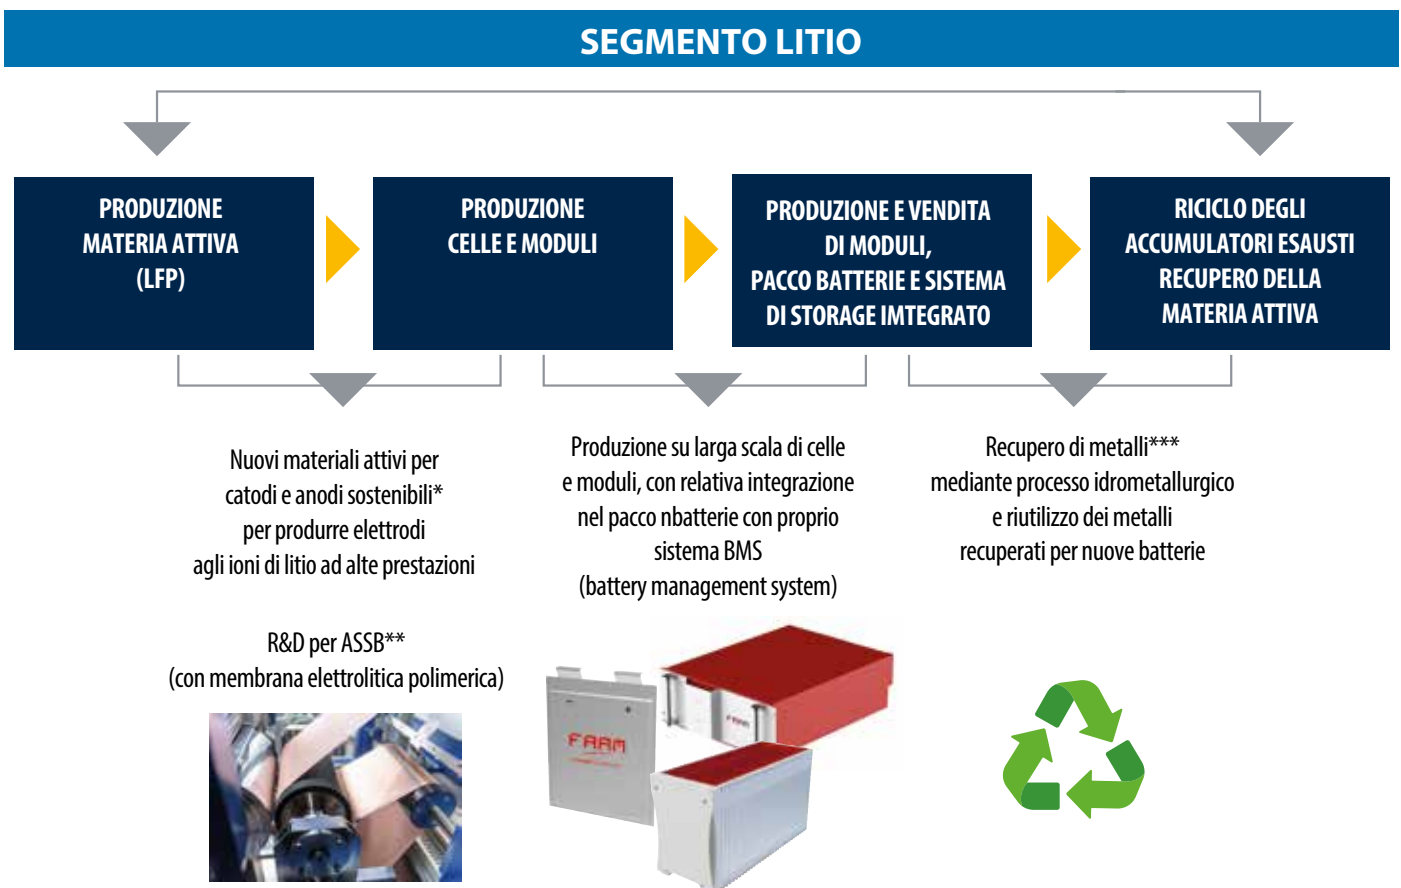 SEGMENTO LITIO
PRODUZIONE
MATERIA ATTIVA
(LFP)
PRODUZIONE
CELLE E MODULI
PRODUZIONE E VENDITA
DI MODULI,
PACCO BATTERIE E SISTEMA
DI STORAGE IMTEGRATO
RICICLO DEGLI
ACCUMULATORI ESAUSTI
RECUPERO DELLA
MATERIA ATTIVA
Nuovi materiali attivi per
catodi e anodi sostenibili*
per produrre elettrodi
agli ioni di litio ad alte prestazioni
R&D per ASSB**
(con membrana elettrolitica polimerica)
Produzione su larga scala di celle
e moduli, con relativa integrazione
nel pacco nbatterie con proprio
sistema BMS
(battery management system)
FAAM
FAAM
Recupero di metalli***
mediante processo idrometallurgico
e riutilizzo dei metalli
recuperati per nuove batterie